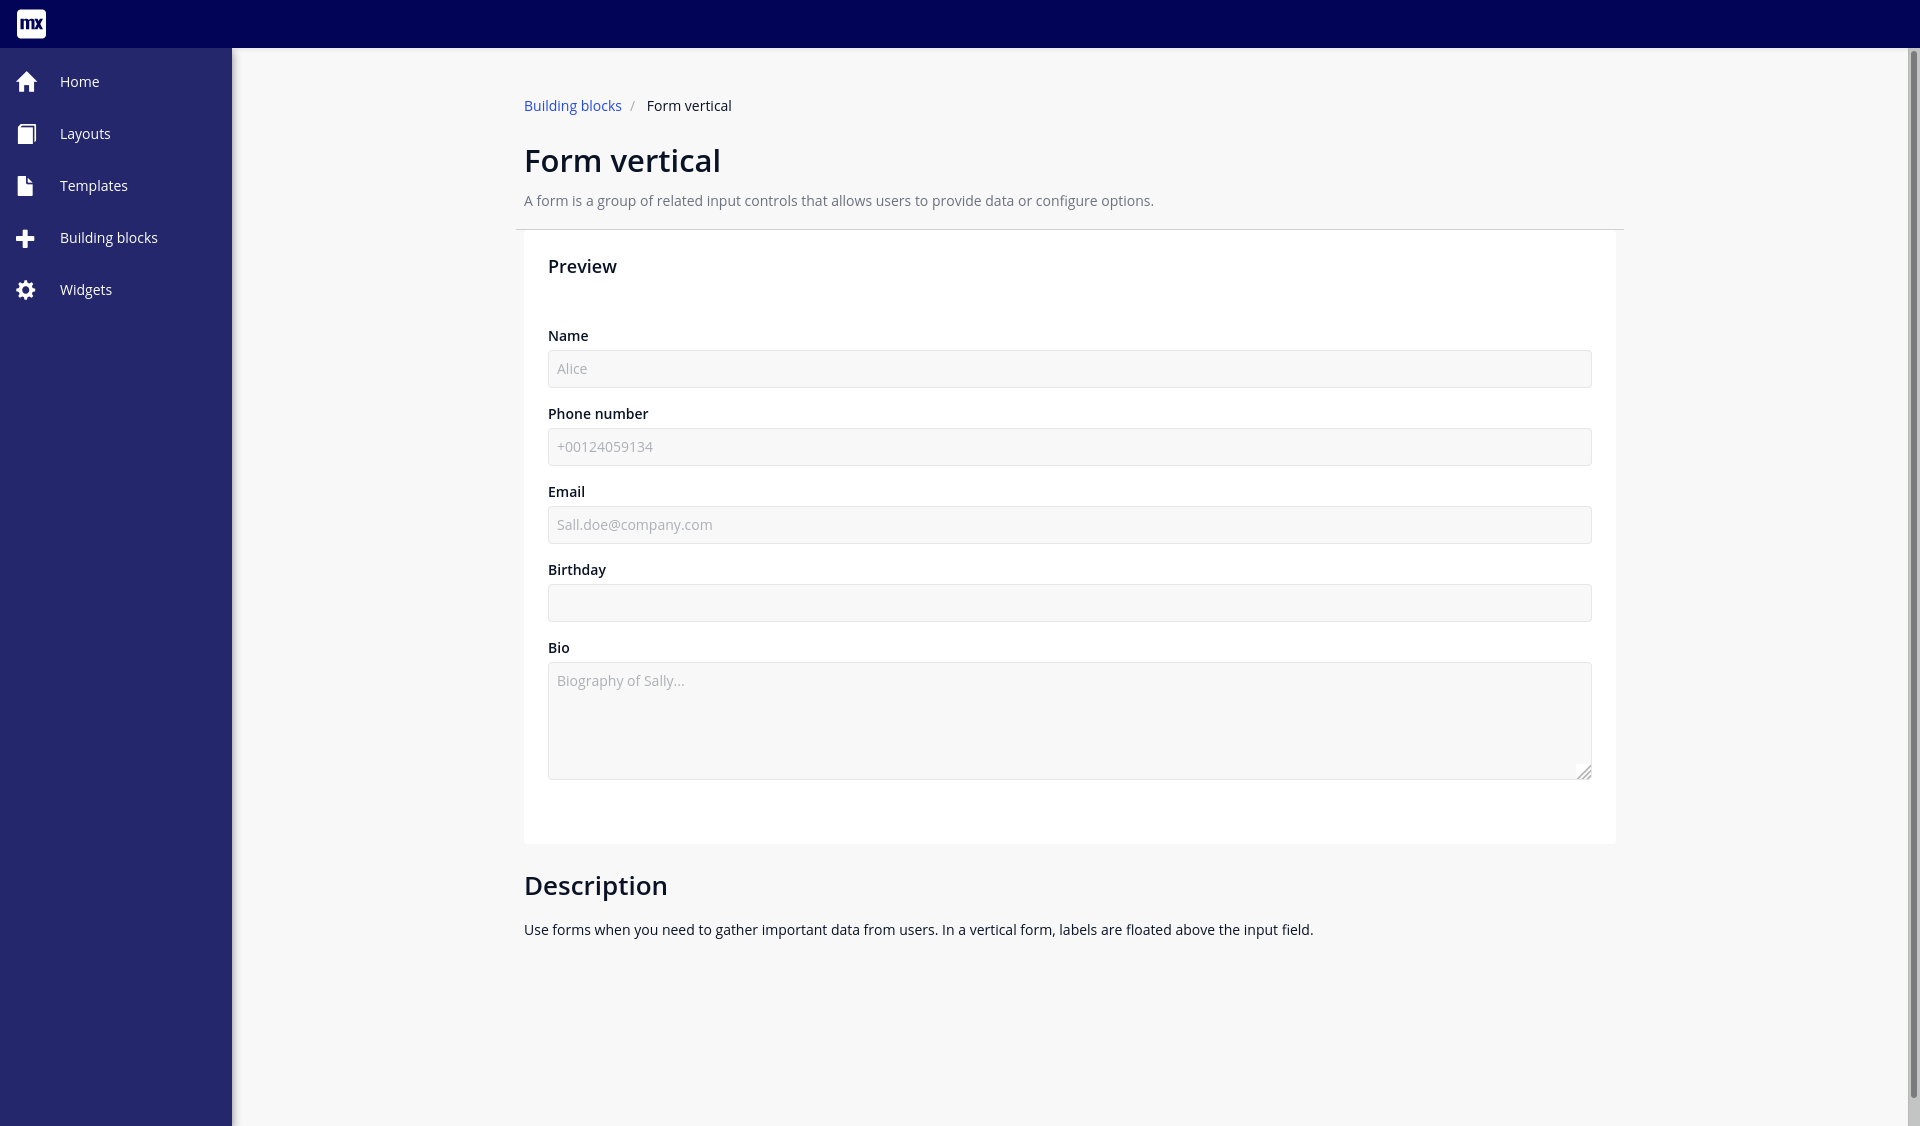 mx
Home
Layouts
Templates
Building blocks
Widgets
Building blocks / Form vertical
Form vertical
A form is a group of related input controls that allows users to provide data or configure options.
Preview
Name
Alice
Phone number
+00124059134
Email
Sall.doe@company.com
Birthday
Bio
Biography of Sally...
Description
Use forms when you need to gather important data from users. In a vertical form, labels are floated above the input field.